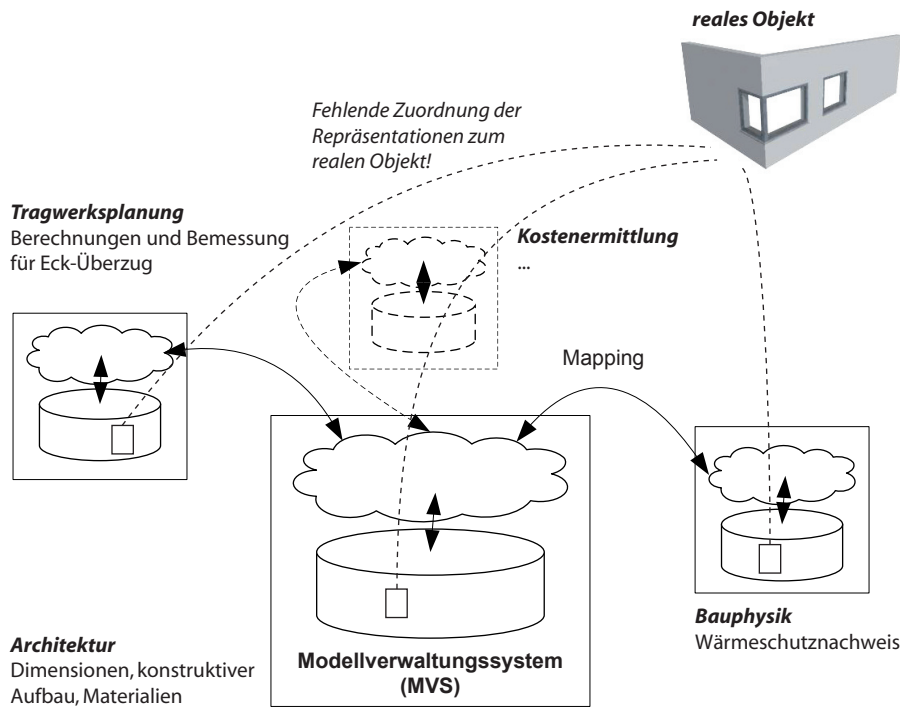 reales Objekt
Fehlende Zuordnung der
Repräsentationen zum
realen Objekt!
Tragwerksplanung
Berechnungen und Bemessung
für Eck-Überzug
Kostenermittlung
...
Mapping
Bauphysik
Wärmeschutznachweis
Architektur
Dimensionen, konstruktiver
Aufbau, Materialien
Modellverwaltungssystem
(MVS)